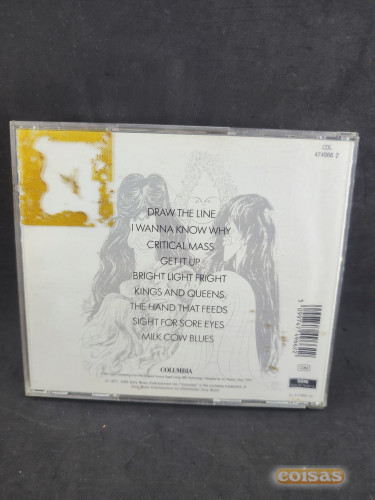 COL
474966 2
DRAW THE LINE
I WANNA KNOW WHY
CRITICAL MASS
GET IT UP
BRIGHT LIGHT FRIGHT
KINGS AND QUEENS
THE HAND THAT FEEDS
SIGHT FOR SORE EYES
MILK COW BLUES
COLUMBIA
coisas